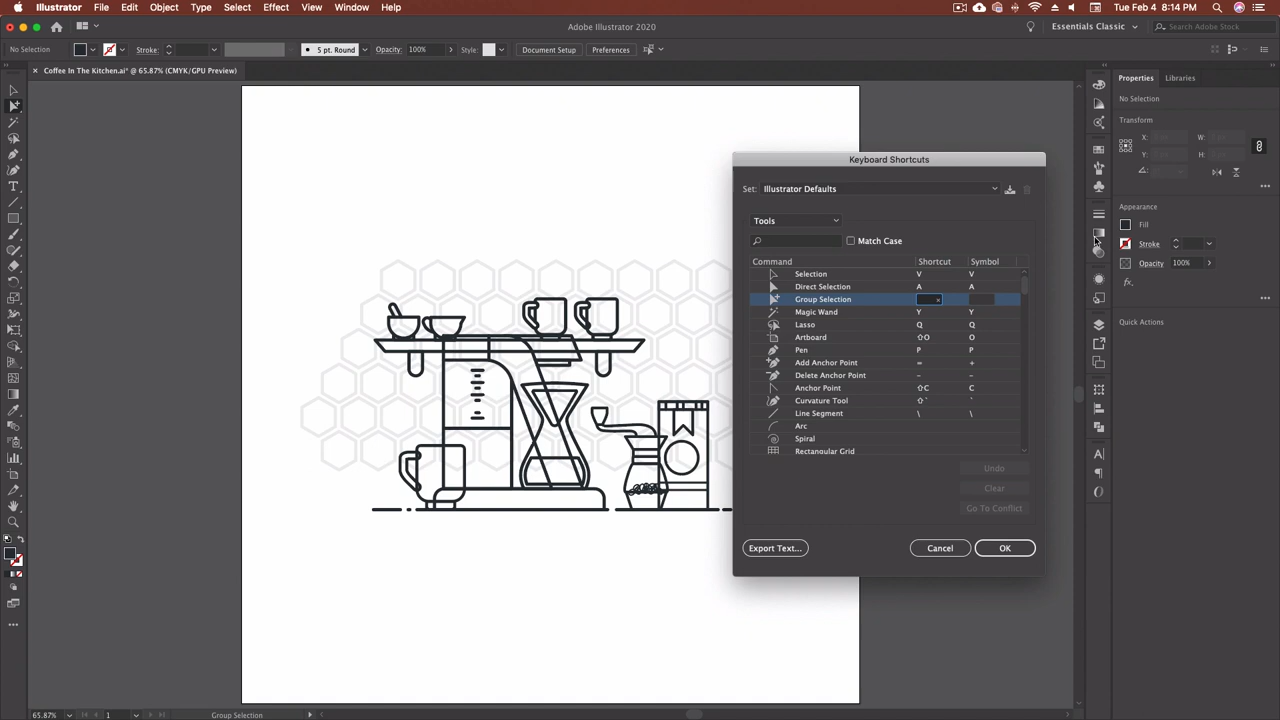 Illustrator File Edit Object Type Select Effect View Window Help 100% Sun 8:14 PM
Adobe Illustrator 2020
Essentials Classic
Search Adobe Stock
No Selection Stroke: 5 pt. Round Opacity: 100% Style: Document Setup Preferences
Coffee In The Kitchen.ai* @ 65.87% (CMYK/GPU Preview)
Properties Libraries
No Selection
Transform
X: W:
Y: H:
Appearance
Fill
Stroke
Opacity 100%
fx.
Quick Actions
Keyboard Shortcuts
Set: Illustrator Defaults
Tools
Match Case
Command Shortcut Symbol
Selection V V
Direct Selection A A
Group Selection
Magic Wand Y Y
Lasso Q Q
Artboard ⇧O O
Pen P P
Add Anchor Point = +
Delete Anchor Point - -
Anchor Point ⇧C C
Curvature Tool ⇧` `
Line Segment \ \
Arc
Spiral
Rectangular Grid
Undo
Clear
Go To Conflict
Export Text... Cancel OK
65.87% 1 Group Selection